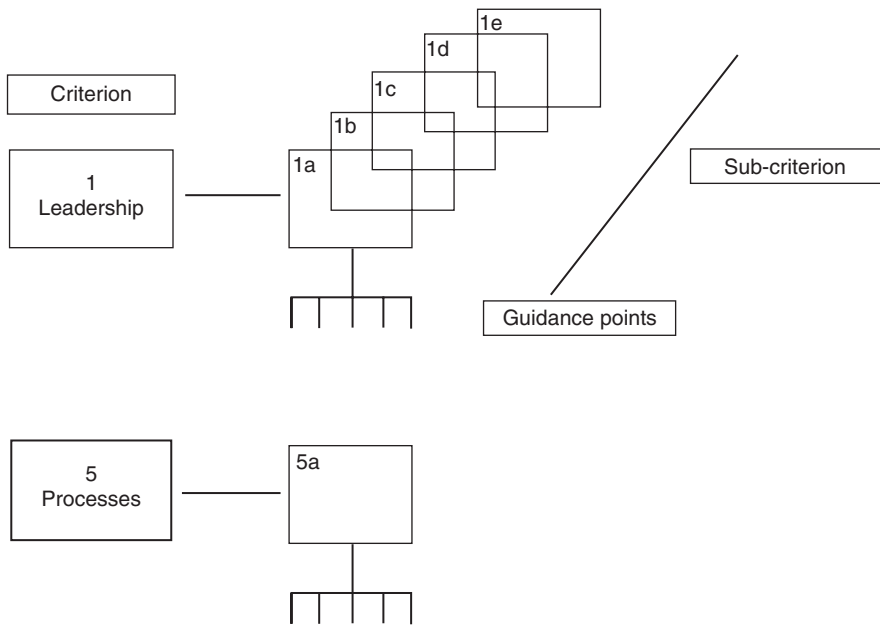 1e
1d
1c
1b
1a
Criterion
1
Leadership
Sub-criterion
Guidance points
5
Processes
5a